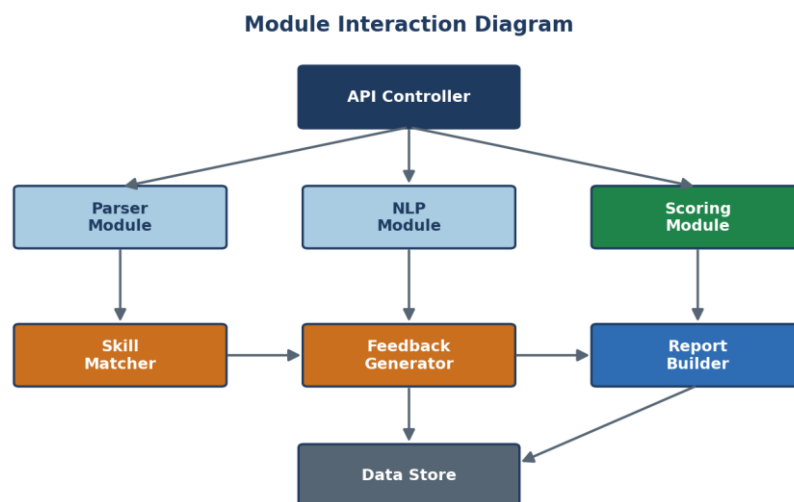 Module Interaction Diagram
API Controller
Parser
Module
NLP
Module
Scoring
Module
Skill
Matcher
Feedback
Generator
Report
Builder
Data Store